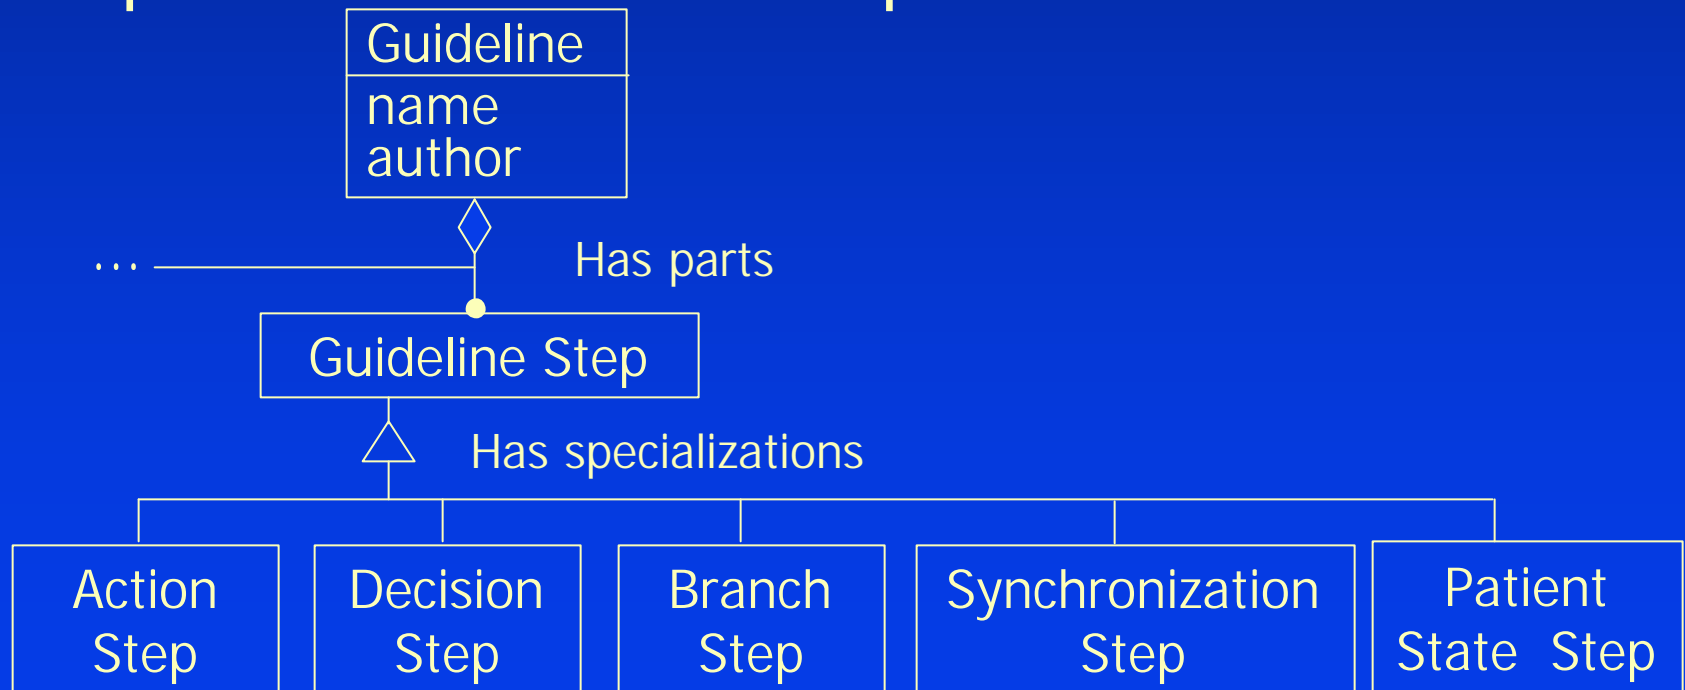 Guideline
name
author
...
Has parts
Guideline Step
Has specializations
Action
Step
Decision
Step
Branch
Step
Synchronization
Step
Patient
State Step